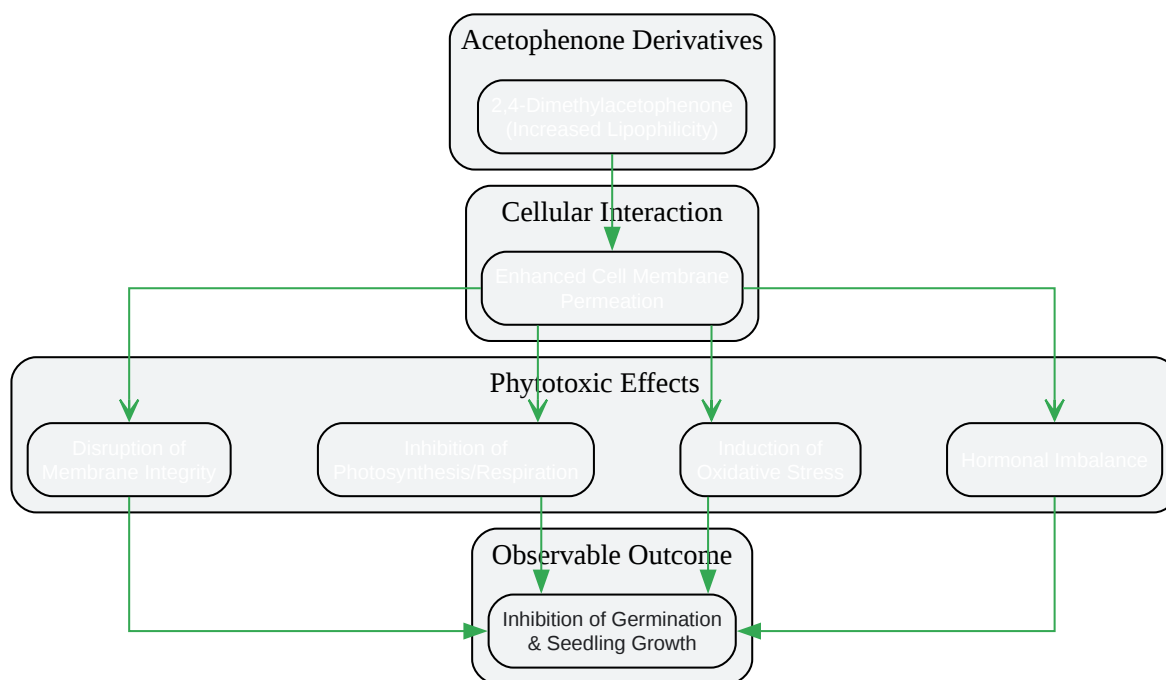 Acetophenone Derivatives
2,4-Dimethylacetophenone
(Increased Lipophilicity)
Cellular Interaction
Enhanced Cell Membrane
Permeation
Phytotoxic Effects
Disruption of
Membrane Integrity
Inhibition of
Photosynthesis/Respiration
Induction of
Oxidative Stress
Hormonal Imbalance
Observable Outcome
Inhibition of Germination
& Seedling Growth